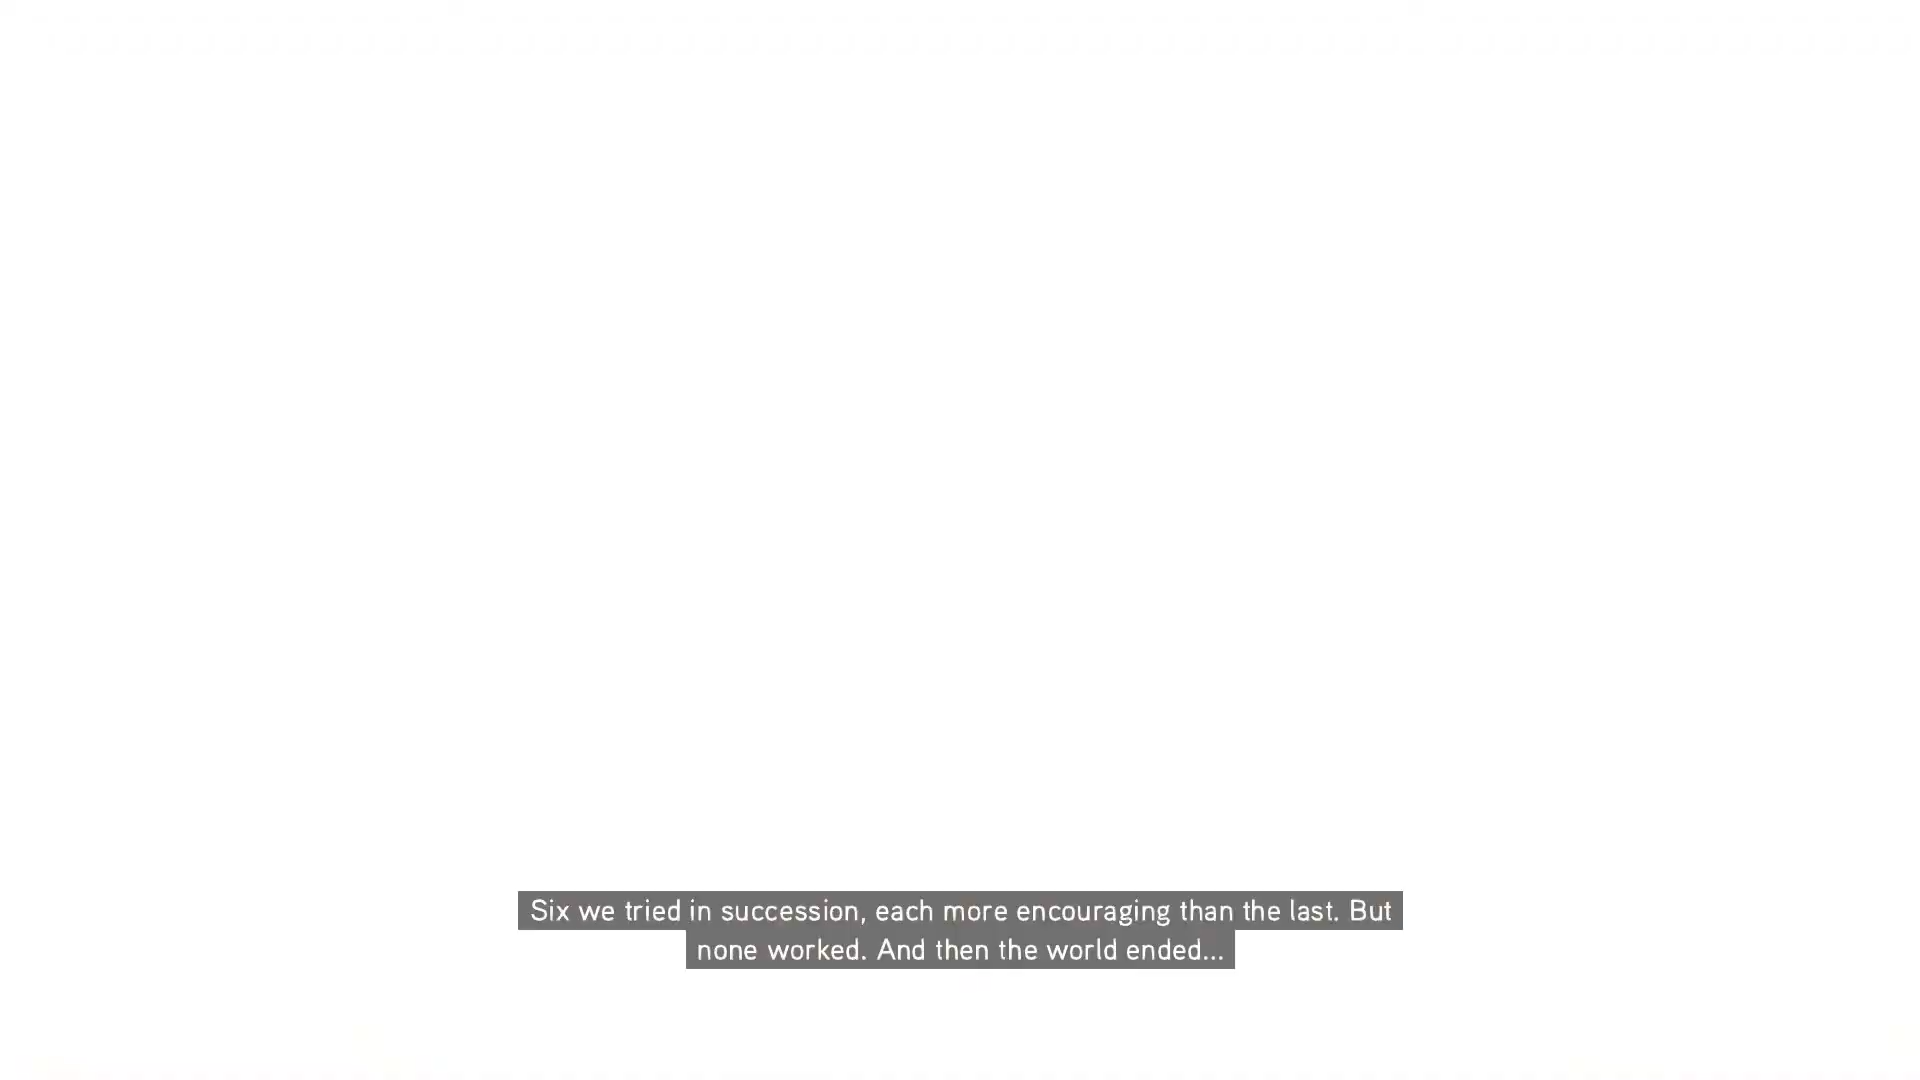 Six we tried in succession, each more encouraging than the last. But
none worked. And then the world ended...